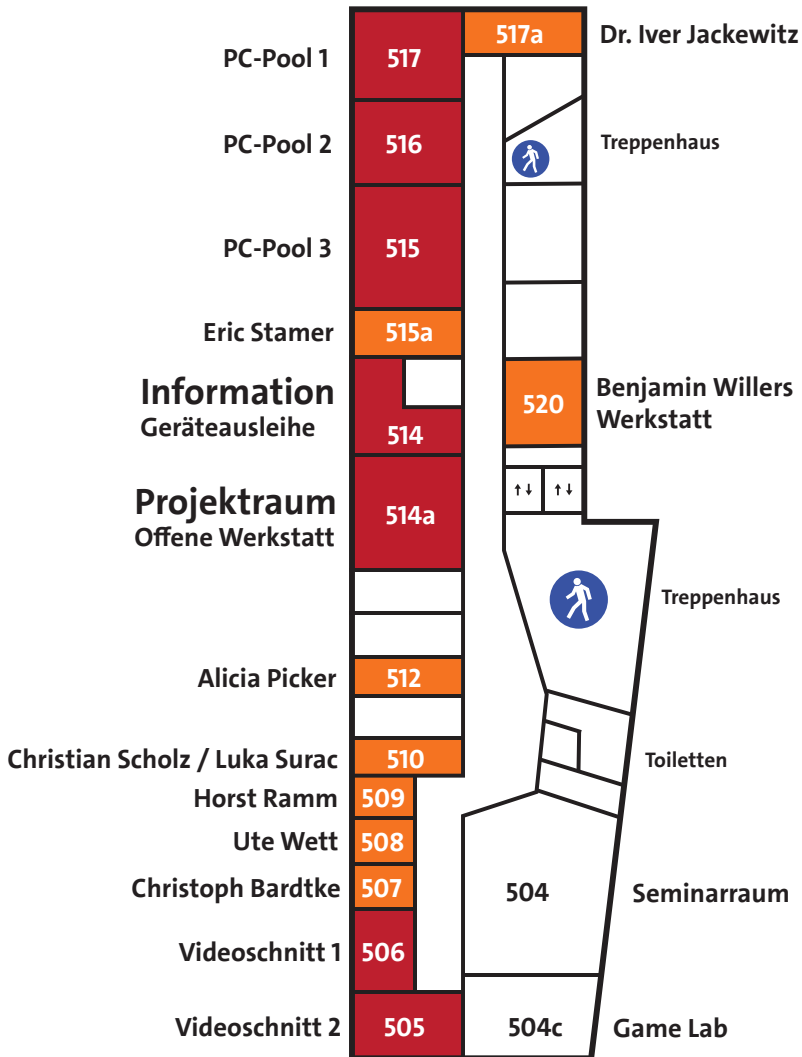 PC-Pool 1
517
517a
Dr. Iver Jackewitz
PC-Pool 2
516
Treppenhaus
PC-Pool 3
515
Eric Stamer
515a
Information
Geräteausleihe
514
520
Benjamin Willers
Werkstatt
Projektraum
Offene Werkstatt
514a
↑↓ ↑↓
Treppenhaus
Alicia Picker
512
Christian Scholz / Luka Surac
510
Toiletten
Horst Ramm
509
Ute Wett
508
Christoph Bardtke
507
504
Seminarraum
Videoschnitt 1
506
Videoschnitt 2
505
504c
Game Lab